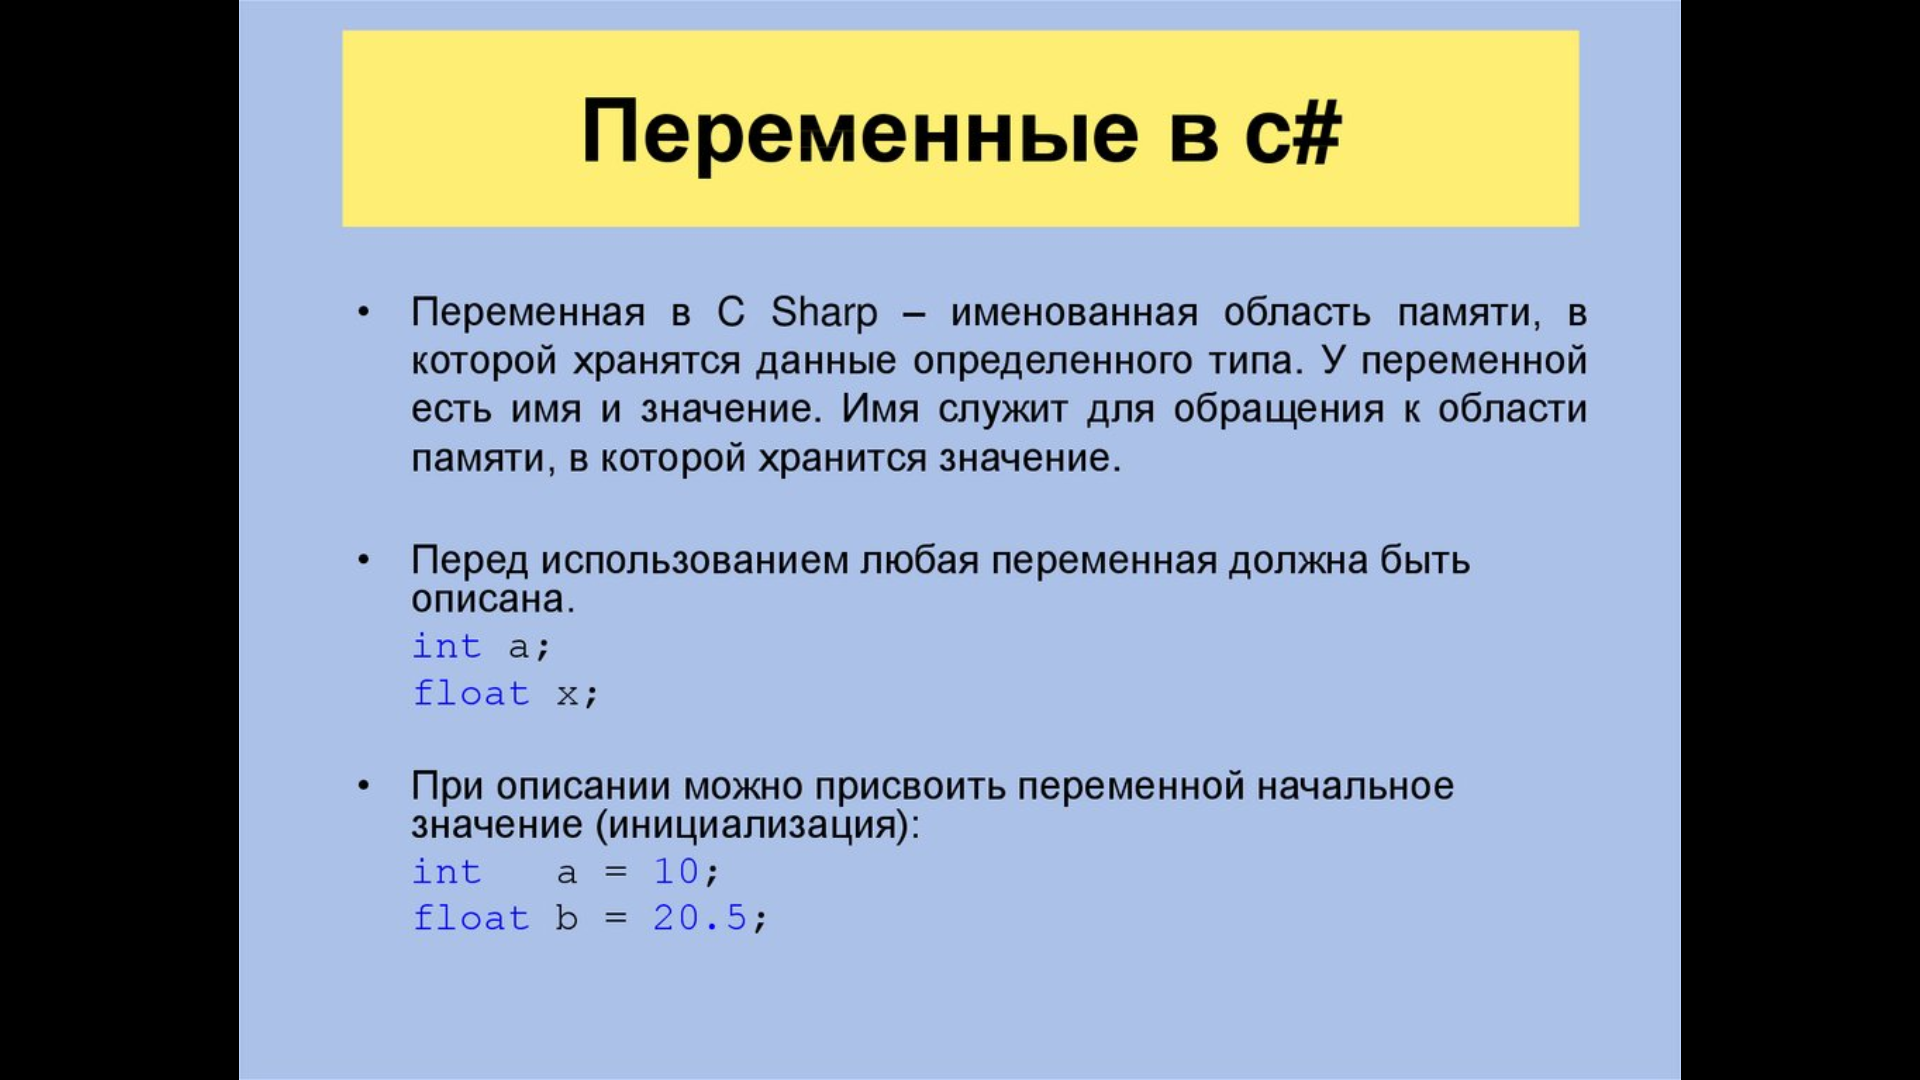 Переменные в с#
• Переменная в C Sharp – именованная область памяти, в
которой хранятся данные определенного типа. У переменной
есть имя и значение. Имя служит для обращения к области
памяти, в которой хранится значение.
• Перед использованием любая переменная должна быть
описана.
int a;
float x;
• При описании можно присвоить переменной начальное
значение (инициализация):
int   a = 10;
float b = 20.5;